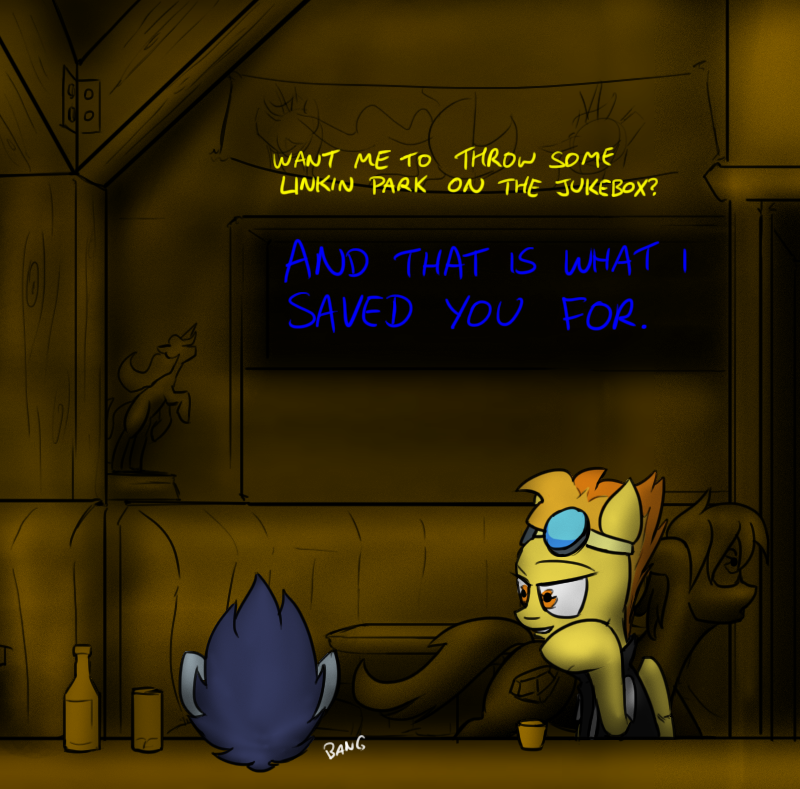 WANT ME TO THROW SOME
LINKIN PARK ON THE JUKEBOX?
AND THAT IS WHAT I
SAVED YOU FOR.
BANG